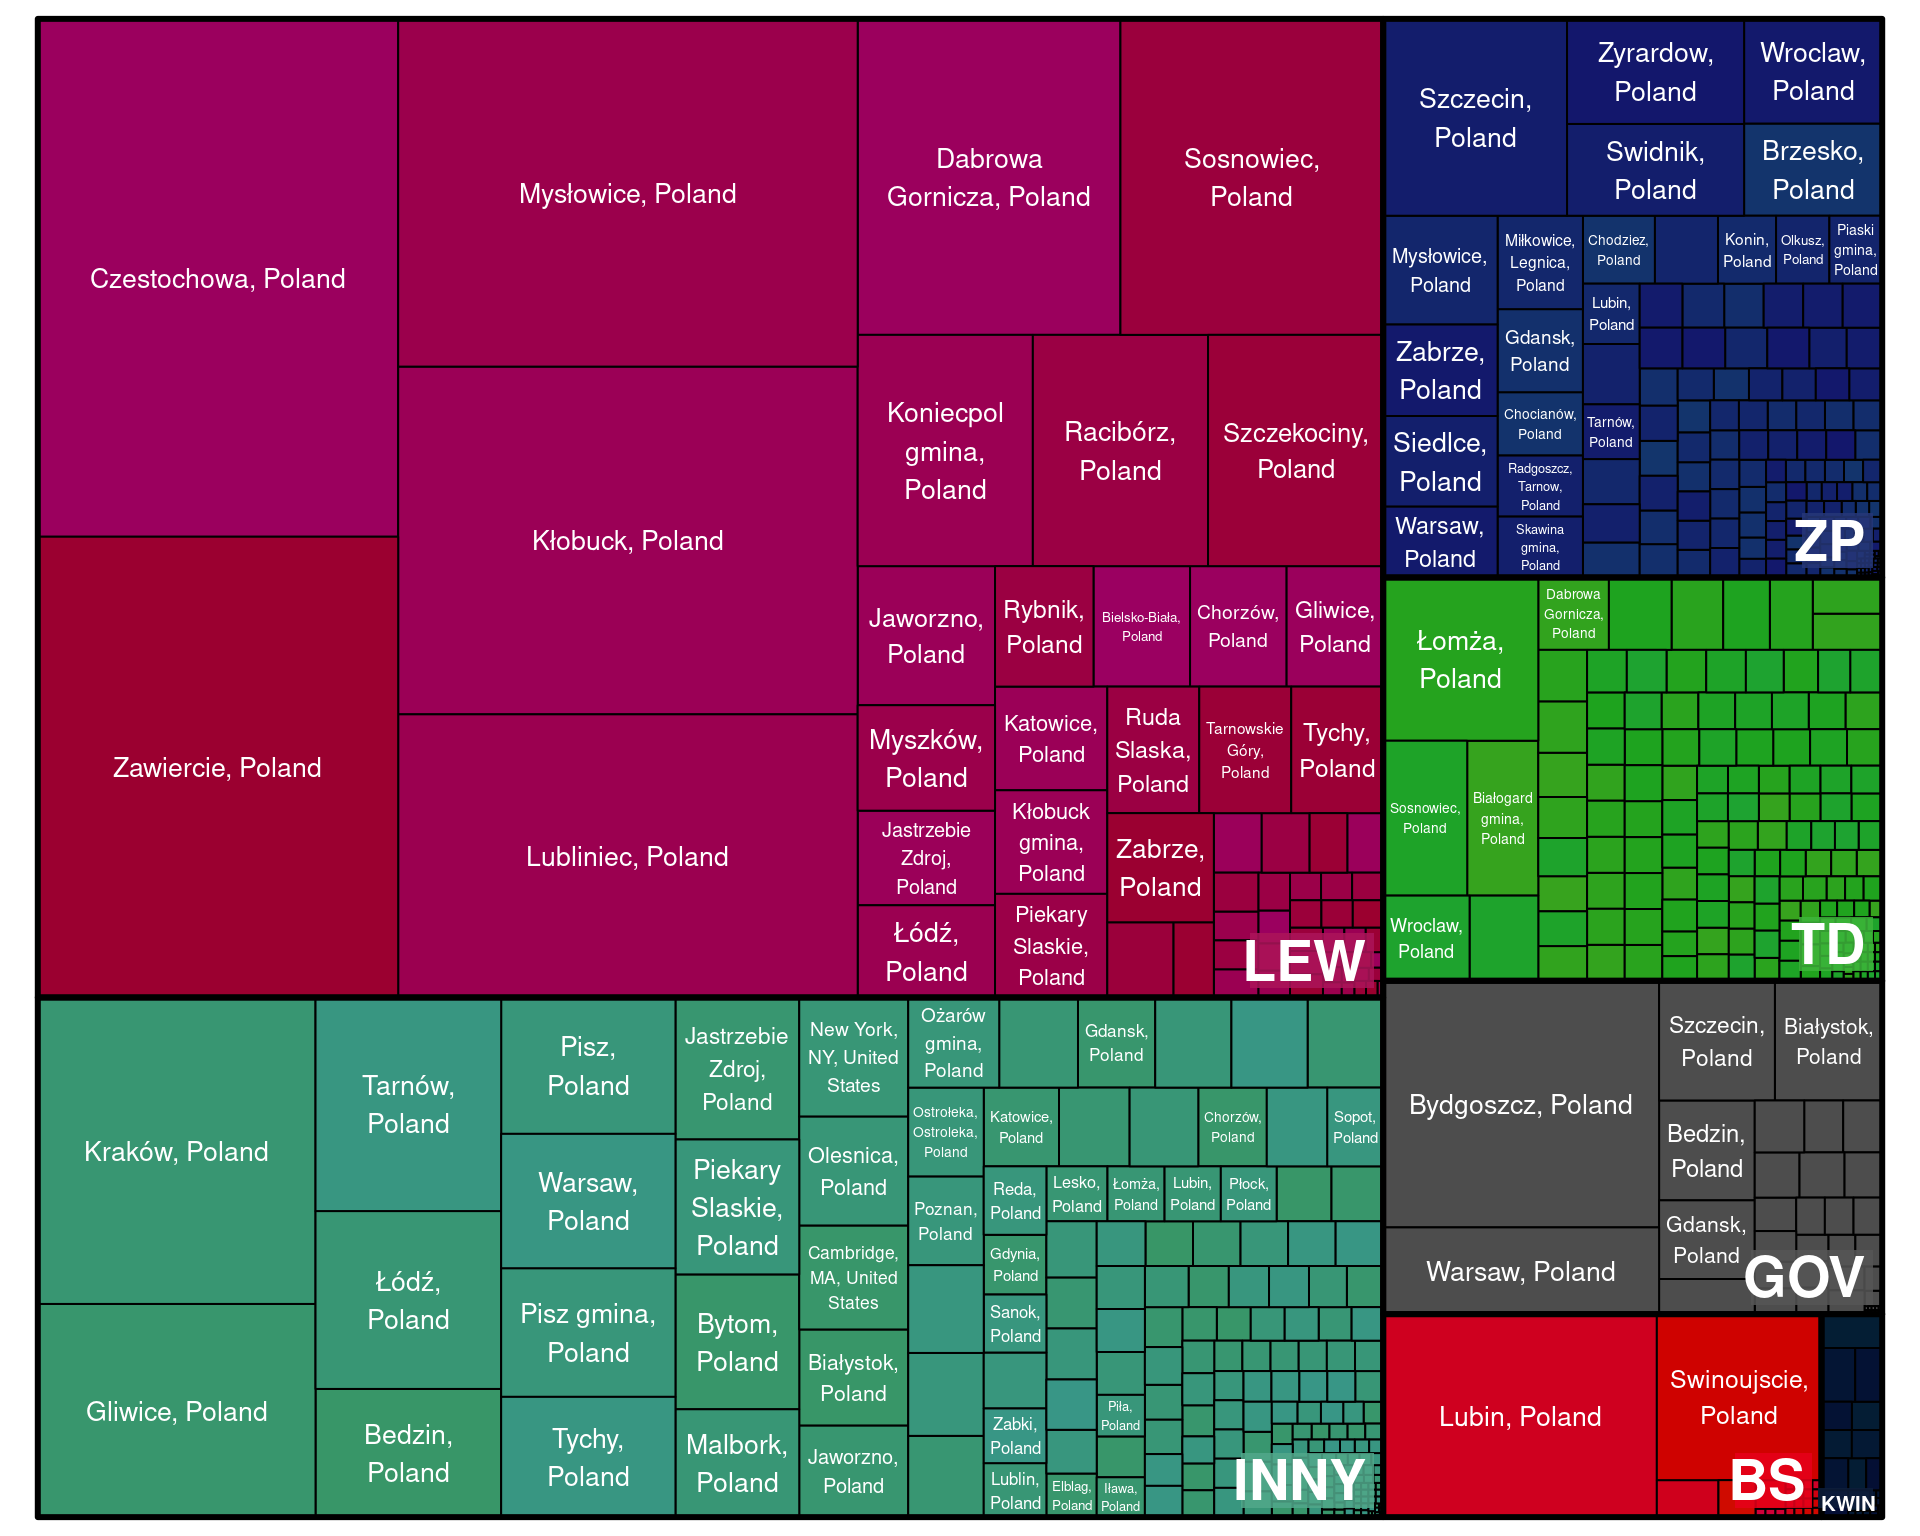 Czestochowa, Poland
Zawiercie, Poland
Mysłowice, Poland
Kłobuck, Poland
Lubliniec, Poland
Dabrowa
Gornicza, Poland
Sosnowiec,
Poland
Koniecpol
gmina,
Poland
Racibórz,
Poland
Szczekociny,
Poland
Jaworzno,
Poland
Myszków,
Poland
Jastrzebie
Zdroj,
Poland
Łódź,
Poland
Rybnik,
Poland
Bielsko-Biała,
Poland
Chorzów,
Poland
Gliwice,
Poland
Katowice,
Poland
Kłobuck
gmina,
Poland
Piekary
Slaskie,
Poland
Ruda
Slaska,
Poland
Tarnowskie
Góry,
Poland
Tychy,
Poland
Zabrze,
Poland
LEW
Szczecin,
Poland
Zyrardow,
Poland
Wroclaw,
Poland
Swidnik,
Poland
Brzesko,
Poland
Mysłowice,
Poland
Zabrze,
Poland
Siedlce,
Poland
Warsaw,
Poland
Miłkowice,
Legnica,
Poland
Gdansk,
Poland
Chocianów,
Poland
Radgoszcz,
Tarnow,
Poland
Skawina
gmina,
Poland
Chodziez,
Poland
Konin,
Poland
Olkusz,
Poland
Piaski
gmina,
Poland
Lubin,
Poland
Tarnów,
Poland
ZP
Łomża,
Poland
Dabrowa
Gornicza,
Poland
Sosnowiec,
Poland
Białogard
gmina,
Poland
Wroclaw,
Poland
TD
Bydgoszcz, Poland
Warsaw, Poland
Szczecin,
Poland
Białystok,
Poland
Bedzin,
Poland
Gdansk,
Poland
GOV
Lubin, Poland
Swinoujscie,
Poland
BS
KWIN
Kraków, Poland
Gliwice, Poland
Tarnów,
Poland
Łódź,
Poland
Bedzin,
Poland
Pisz,
Poland
Warsaw,
Poland
Pisz gmina,
Poland
Tychy,
Poland
Jastrzebie
Zdroj,
Poland
Piekary
Slaskie,
Poland
Bytom,
Poland
Malbork,
Poland
New York,
NY, United
States
Olesnica,
Poland
Cambridge,
MA, United
States
Białystok,
Poland
Jaworzno,
Poland
Ożarów
gmina,
Poland
Gdansk,
Poland
Ostrołeka,
Ostroleka,
Poland
Poznan,
Poland
Katowice,
Poland
Chorzów,
Poland
Sopot,
Poland
Reda,
Poland
Gdynia,
Poland
Sanok,
Poland
Zabki,
Poland
Lublin,
Poland
Lesko,
Poland
Łomża,
Poland
Lubin,
Poland
Płock,
Poland
Piła,
Poland
Elblag,
Poland
Iława,
Poland
INNY